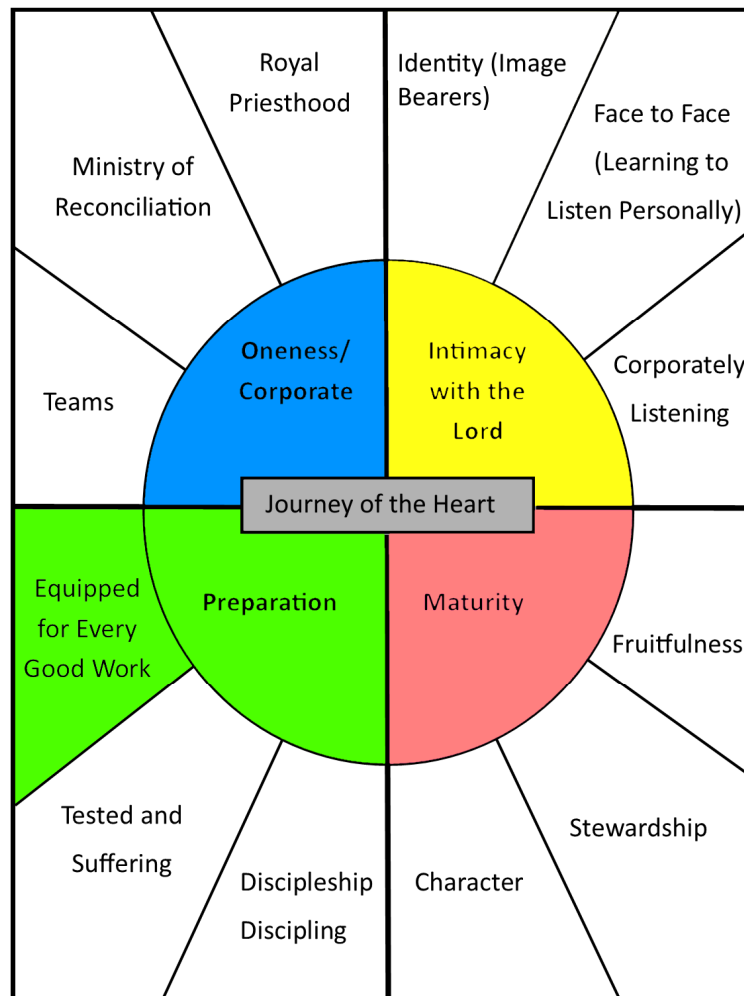 Royal
Priesthood
Identity (Image
Bearers)
Face to Face
(Learning to
Listen Personally)
Ministry of
Reconciliation
Oneness/
Corporate
Intimacy
with the
Lord
Corporately
Listening
Teams
Journey of the Heart
Equipped
for Every
Good Work
Preparation
Maturity
Fruitfulness
Tested and
Suffering
Discipleship
Discipling
Character
Stewardship